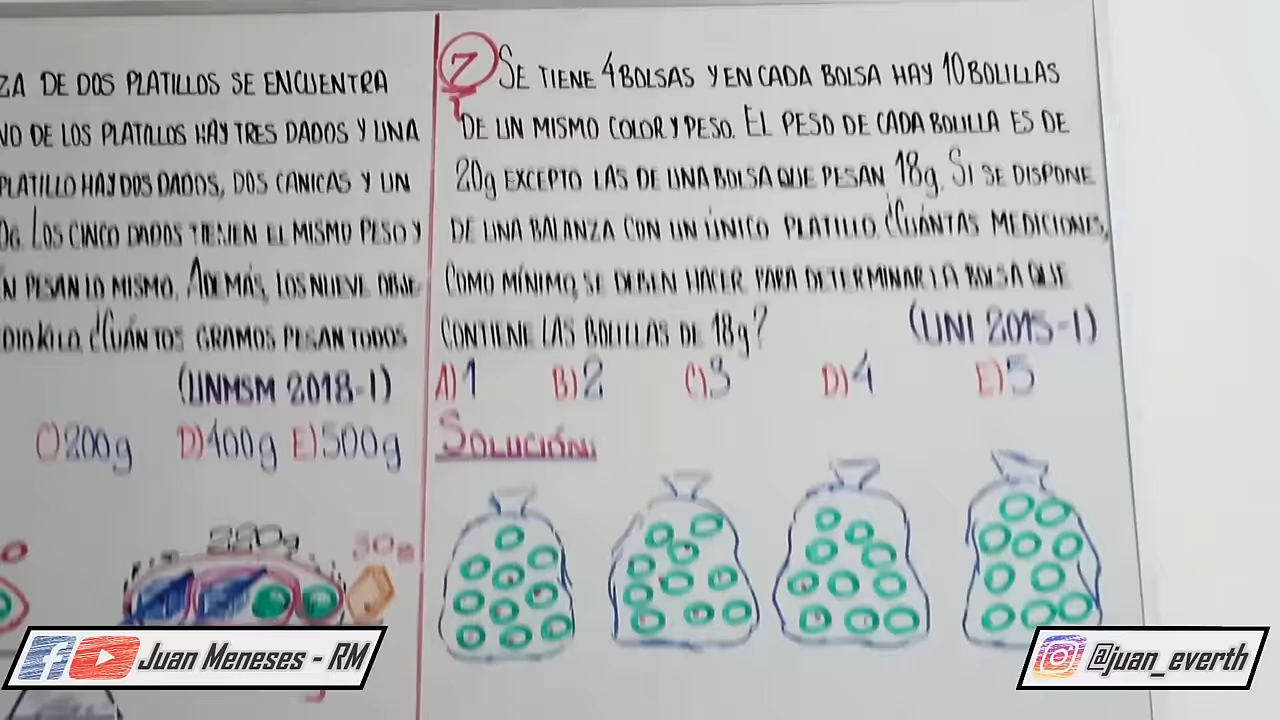 ZA DE DOS PLATILLOS SE ENCUENTRA
NO DE LOS PLATILLOS HAY TRES DADOS Y UNA
PLATILLO HAY DOS DADOS, DOS CANICAS Y UN
0G. LOS CINCO DADOS TIENEN EL MISMO PESO Y
N PESAN LO MISMO. ADEMÁS, LOS NUEVE OBJE
DIO KILO. ¿CUÁNTOS GRAMOS PESAN TODOS
(UNMSM 2018-I)
C)200g D)400g E)500g
220g
30g
7 SE TIENE 4 BOLSAS Y EN CADA BOLSA HAY 10 BOLILLAS
DE UN MISMO COLOR Y PESO. EL PESO DE CADA BOLILLA ES DE
20g EXCEPTO LAS DE UNA BOLSA QUE PESAN 18g. SI SE DISPONE
DE UNA BALANZA CON UN ÚNICO PLATILLO. ¿CUÁNTAS MEDICIONES,
COMO MÍNIMO, SE DEBEN HACER PARA DETERMINAR LA BOLSA QUE
CONTIENE LAS BOLILLAS DE 18g?
(UNI 2015-I)
A)1 B)2 C)3 D)4 E)5
SOLUCIÓN:
Juan Meneses - RM
@juan_everth